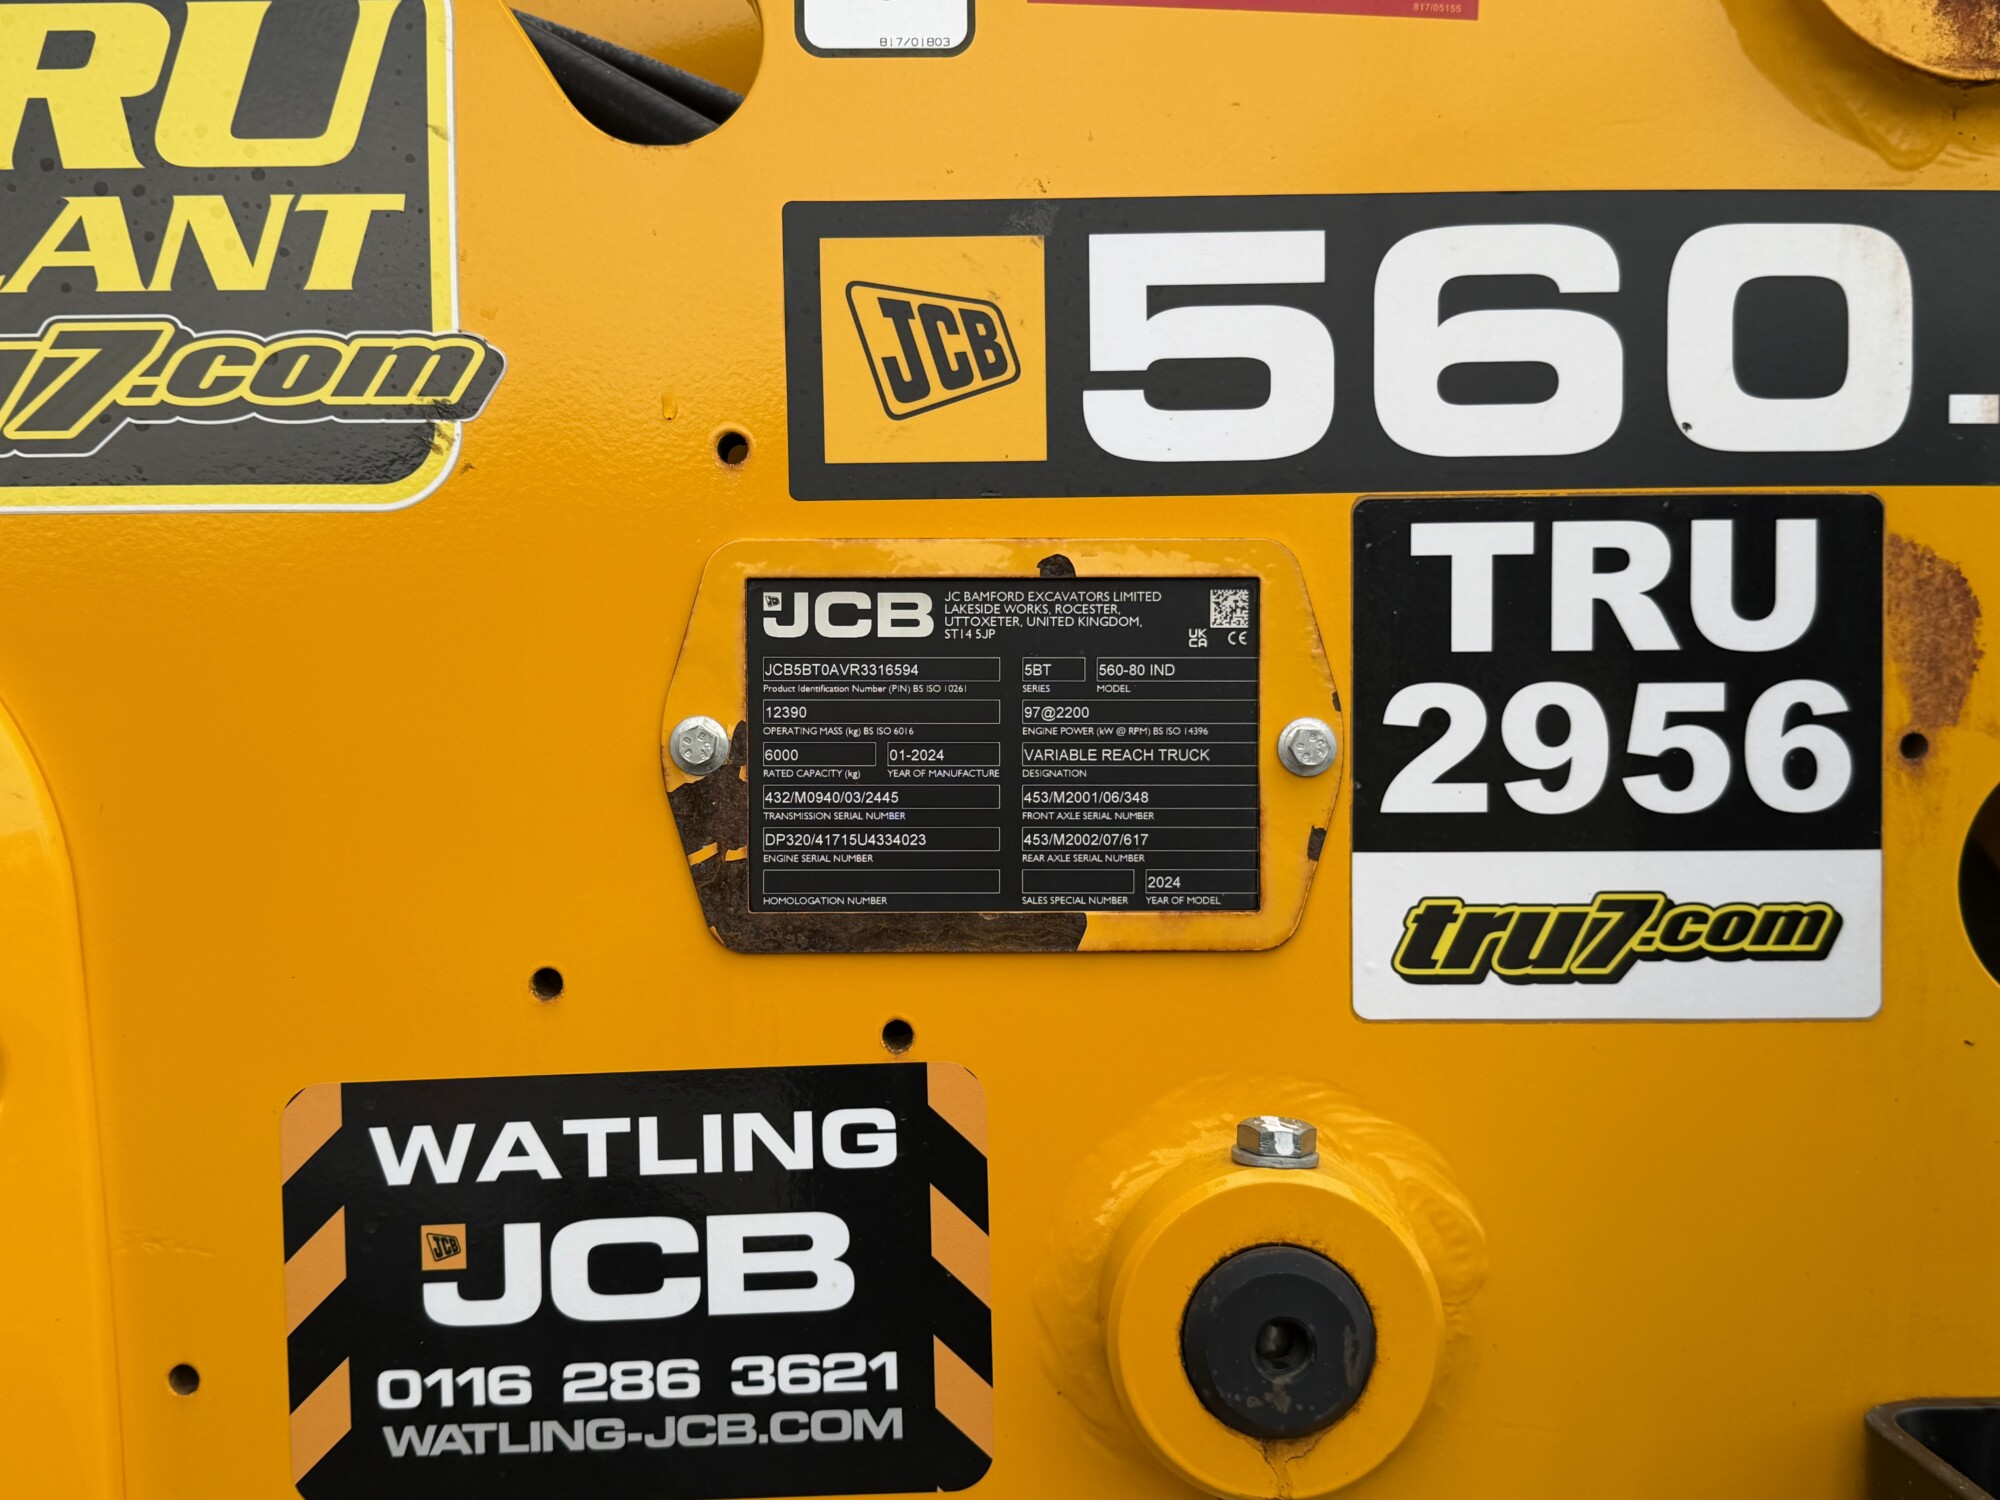 817/01803
817/05155
RU
ANT
7.com
JCB
560-
JCB
JC BAMFORD EXCAVATORS LIMITED
LAKESIDE WORKS, ROCESTER,
UTTOXETER, UNITED KINGDOM,
ST14 5JP
UK
CA CE
JCB5BT0AVR3316594
Product Identification Number (PIN) BS ISO 10261
5BT
SERIES
560-80 IND
MODEL
12390
OPERATING MASS (kg) BS ISO 6016
97@2200
ENGINE POWER (kW @ RPM) BS ISO 14396
6000
RATED CAPACITY (kg)
01-2024
YEAR OF MANUFACTURE
VARIABLE REACH TRUCK
DESIGNATION
432/M0940/03/2445
TRANSMISSION SERIAL NUMBER
453/M2001/06/348
FRONT AXLE SERIAL NUMBER
DP320/41715U4334023
ENGINE SERIAL NUMBER
453/M2002/07/617
REAR AXLE SERIAL NUMBER
HOMOLOGATION NUMBER
SALES SPECIAL NUMBER
2024
YEAR OF MODEL
TRU
2956
tru7.com
WATLING
JCB
JCB
0116 286 3621
WATLING-JCB.COM